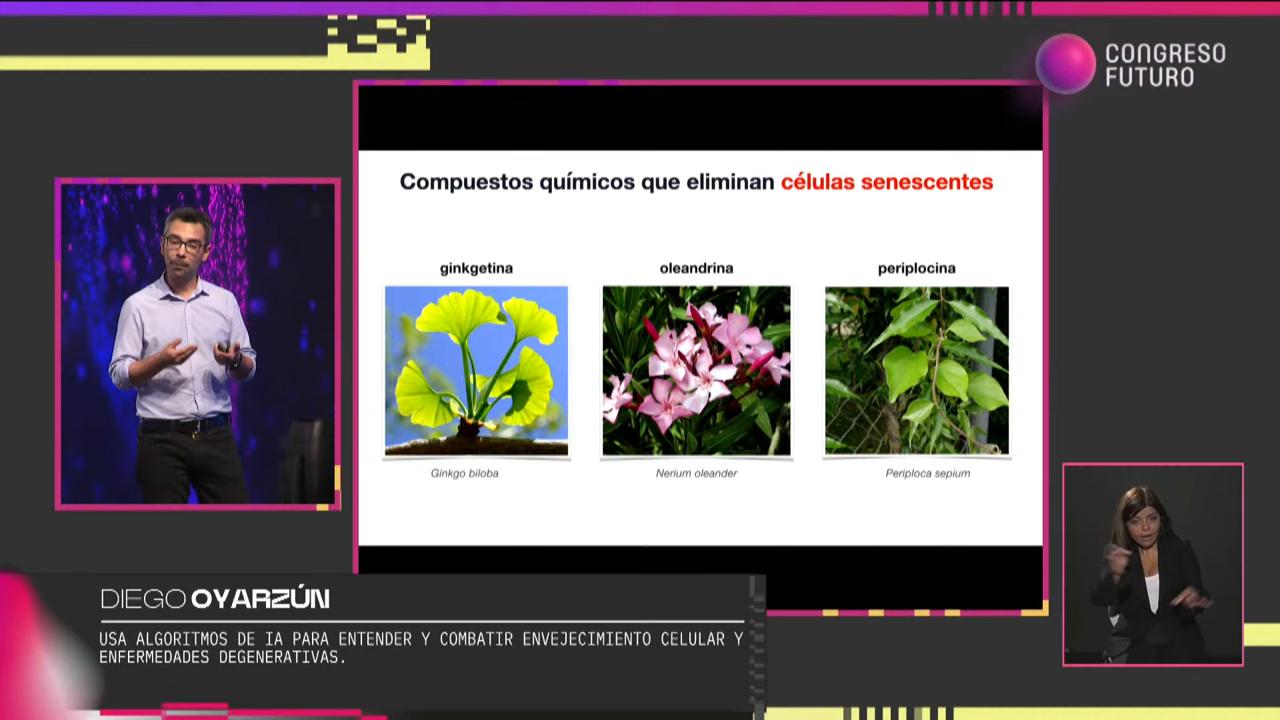 CONGRESO
FUTURO
Compuestos químicos que eliminan células senescentes
ginkgetina
oleandrina
periplocina
Ginkgo biloba
Nerium oleander
Periploca sepium
DIEGO OYARZÚN
USA ALGORITMOS DE IA PARA ENTENDER Y COMBATIR ENVEJECIMIENTO CELULAR Y
ENFERMEDADES DEGENERATIVAS.